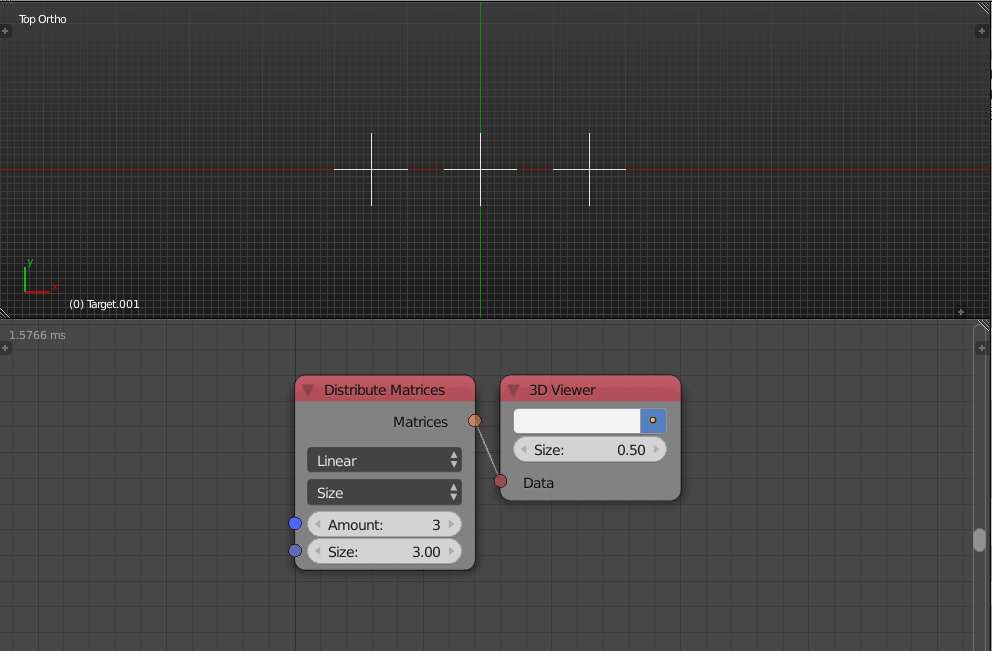 Top Ortho
y
x
(0) Target.001
1.5766 ms
Distribute Matrices
Matrices
Linear
Size
Amount: 3
Size: 3.00
3D Viewer
Size: 0.50
Data